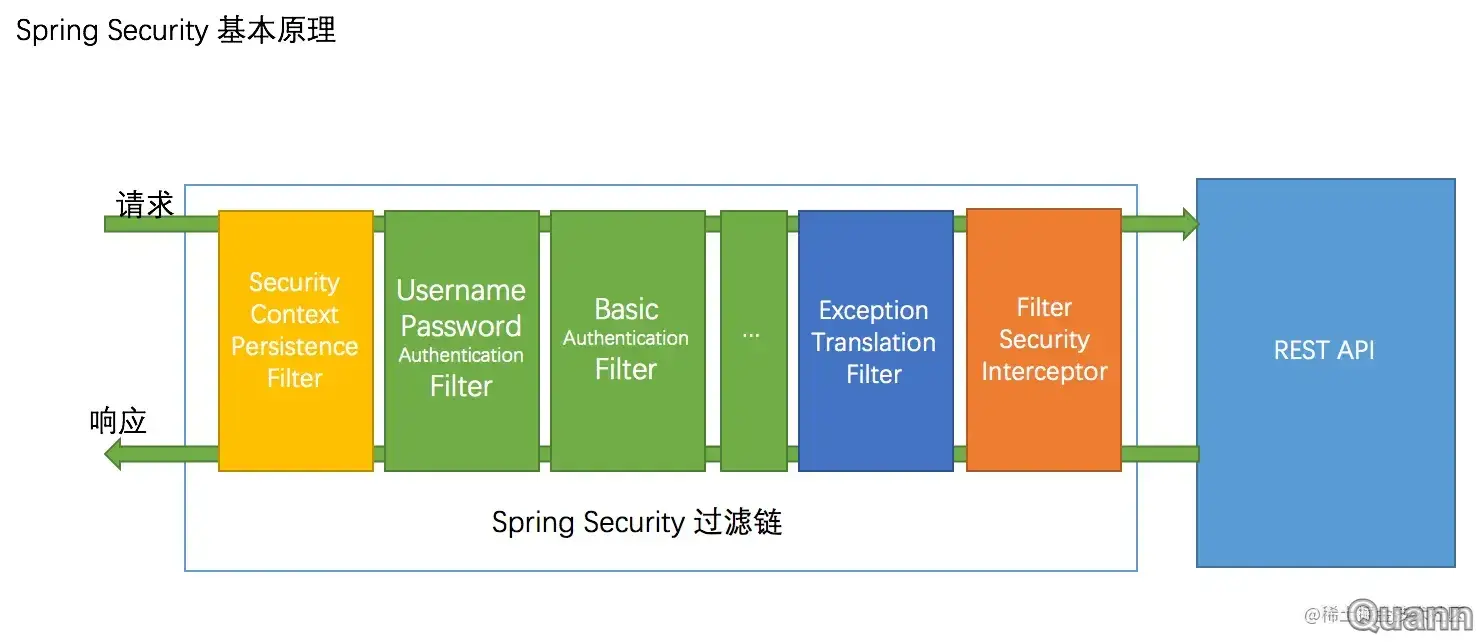 Spring Security 基本原理
请求
Security
Context
Persistence
Filter
Username
Password
Authentication
Filter
Basic
Authentication
Filter
...
Exception
Translation
Filter
Filter
Security
Interceptor
REST API
响应
Spring Security 过滤链
@稀土
Quann